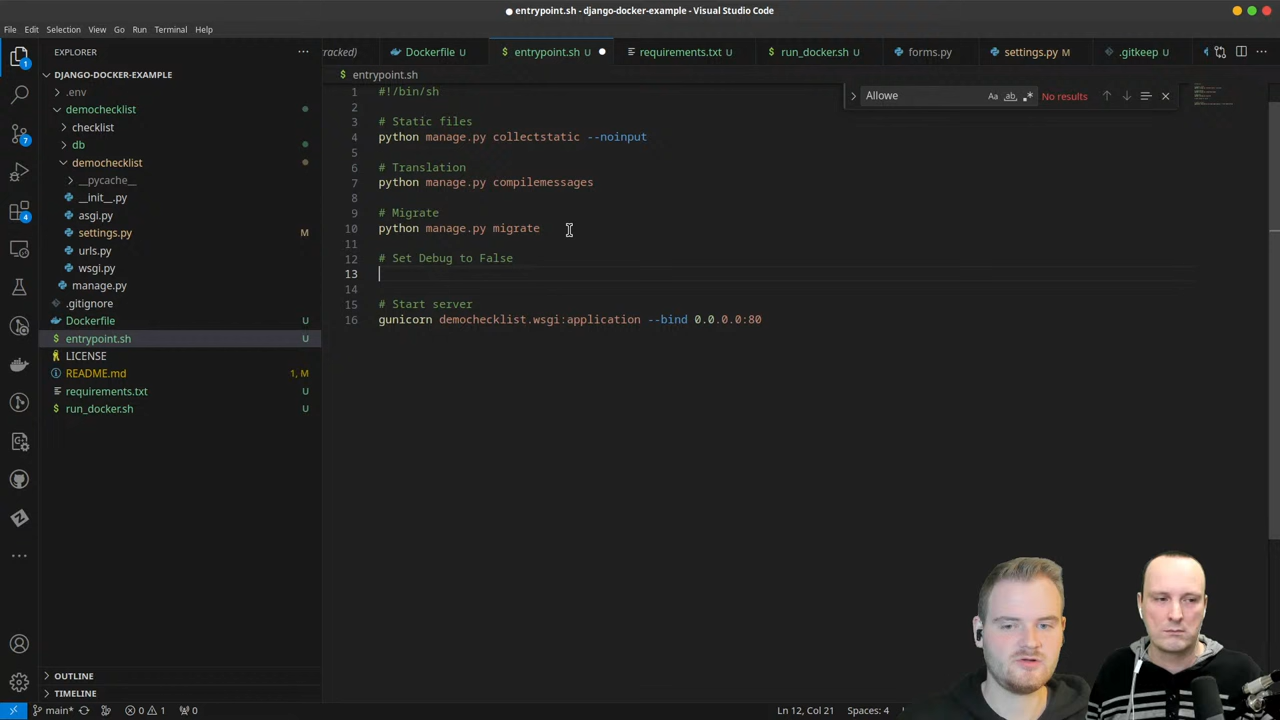 entrypoint.sh - django-docker-example - Visual Studio Code
File Edit Selection View Go Run Terminal Help
EXPLORER
racked)
Dockerfile U
entrypoint.sh U
requirements.txt U
run_docker.sh U
forms.py
settings.py M
.gitkeep U
DJANGO-DOCKER-EXAMPLE
entrypoint.sh
Allowe
Aa
ab
No results
.env
democheckIist
checklist
db
demochecklist
__pycache__
__init__.py
asgi.py
settings.py M
urls.py
wsgi.py
manage.py
.gitignore
Dockerfile U
entrypoint.sh U
LICENSE
README.md 1, M
requirements.txt U
run_docker.sh U
OUTLINE
TIMELINE
1
7
4
1 #!/bin/sh
2
3 # Static files
4 python manage.py collectstatic --noinput
5
6 # Translation
7 python manage.py compilemessages
8
9 # Migrate
10 python manage.py migrate
11
12 # Set Debug to False
13
14
15 # Start server
16 gunicorn demochecklist.wsgi:application --bind 0.0.0.0:80
main* 0 1 0
Ln 12, Col 21 Spaces: 4